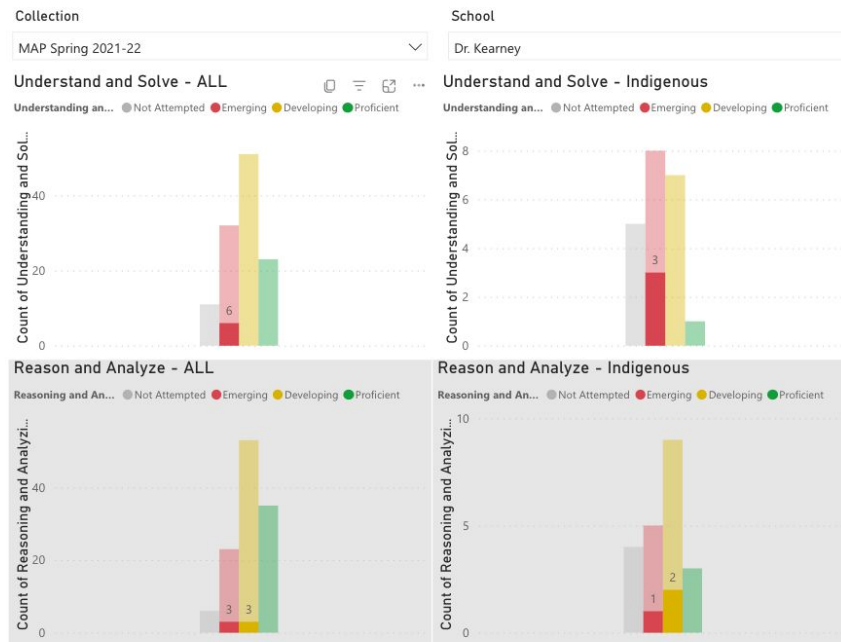 Collection
School
MAP Spring 2021-22
Dr. Kearney
Understand and Solve - ALL
Understanding an... Not Attempted Emerging Developing Proficient
Count of Understanding and Sol...
40
20
0
6
Understand and Solve - Indigenous
Understanding an... Not Attempted Emerging Developing Proficient
Count of Understanding and Sol...
8
6
4
2
0
3
Reason and Analyze - ALL
Reasoning and An... Not Attempted Emerging Developing Proficient
Count of Reasoning and Analyzi...
40
20
0
3 3
Reason and Analyze - Indigenous
Reasoning and An... Not Attempted Emerging Developing Proficient
Count of Reasoning and Analyzi...
10
5
0
1
2